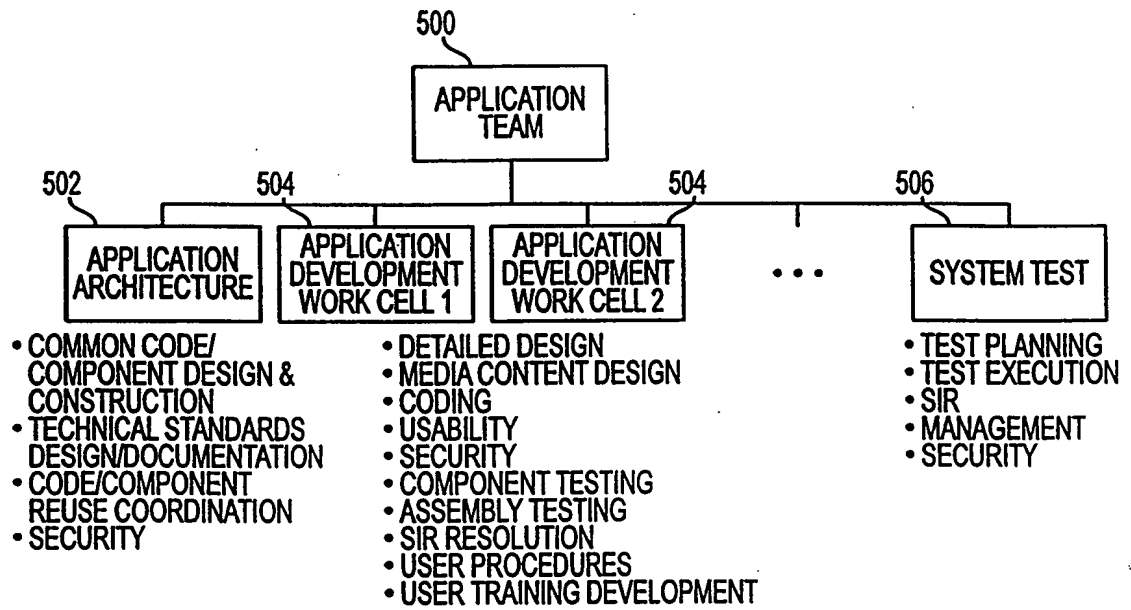 500
APPLICATION
TEAM
502
504
504
506
APPLICATION
ARCHITECTURE
APPLICATION
DEVELOPMENT
WORK CELL 1
APPLICATION
DEVELOPMENT
WORK CELL 2
• • •
SYSTEM TEST
• COMMON CODE/
COMPONENT DESIGN &
CONSTRUCTION
• TECHNICAL STANDARDS
DESIGN/DOCUMENTATION
• CODE/COMPONENT
REUSE COORDINATION
• SECURITY
• DETAILED DESIGN
• MEDIA CONTENT DESIGN
• CODING
• USABILITY
• SECURITY
• COMPONENT TESTING
• ASSEMBLY TESTING
• SIR RESOLUTION
• USER PROCEDURES
• USER TRAINING DEVELOPMENT
• TEST PLANNING
• TEST EXECUTION
• SIR
• MANAGEMENT
• SECURITY